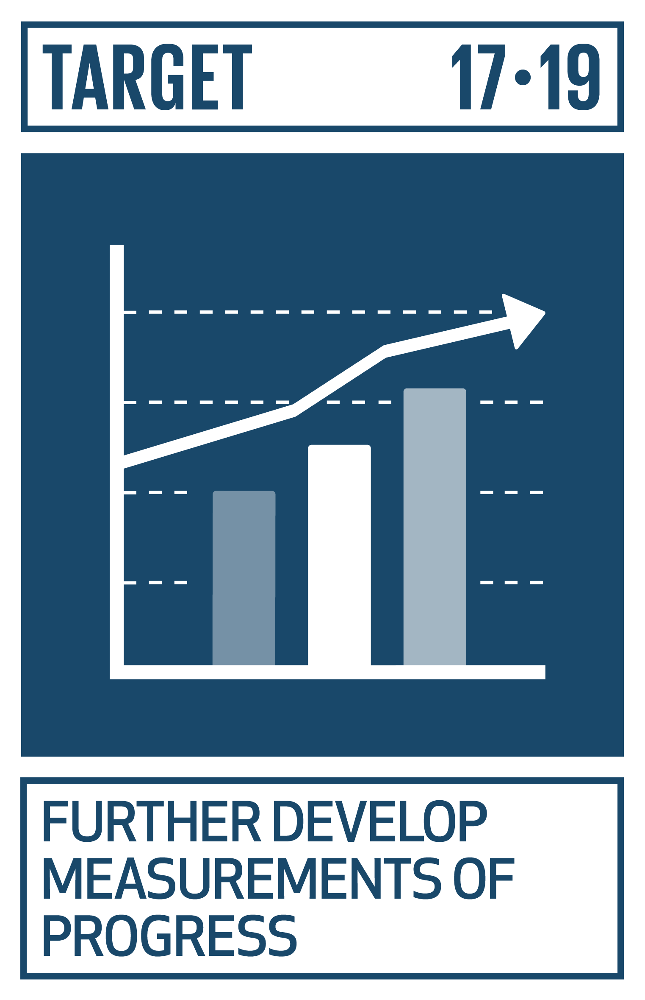 TARGET 17•19
FURTHER DEVELOP
MEASUREMENTS OF
PROGRESS